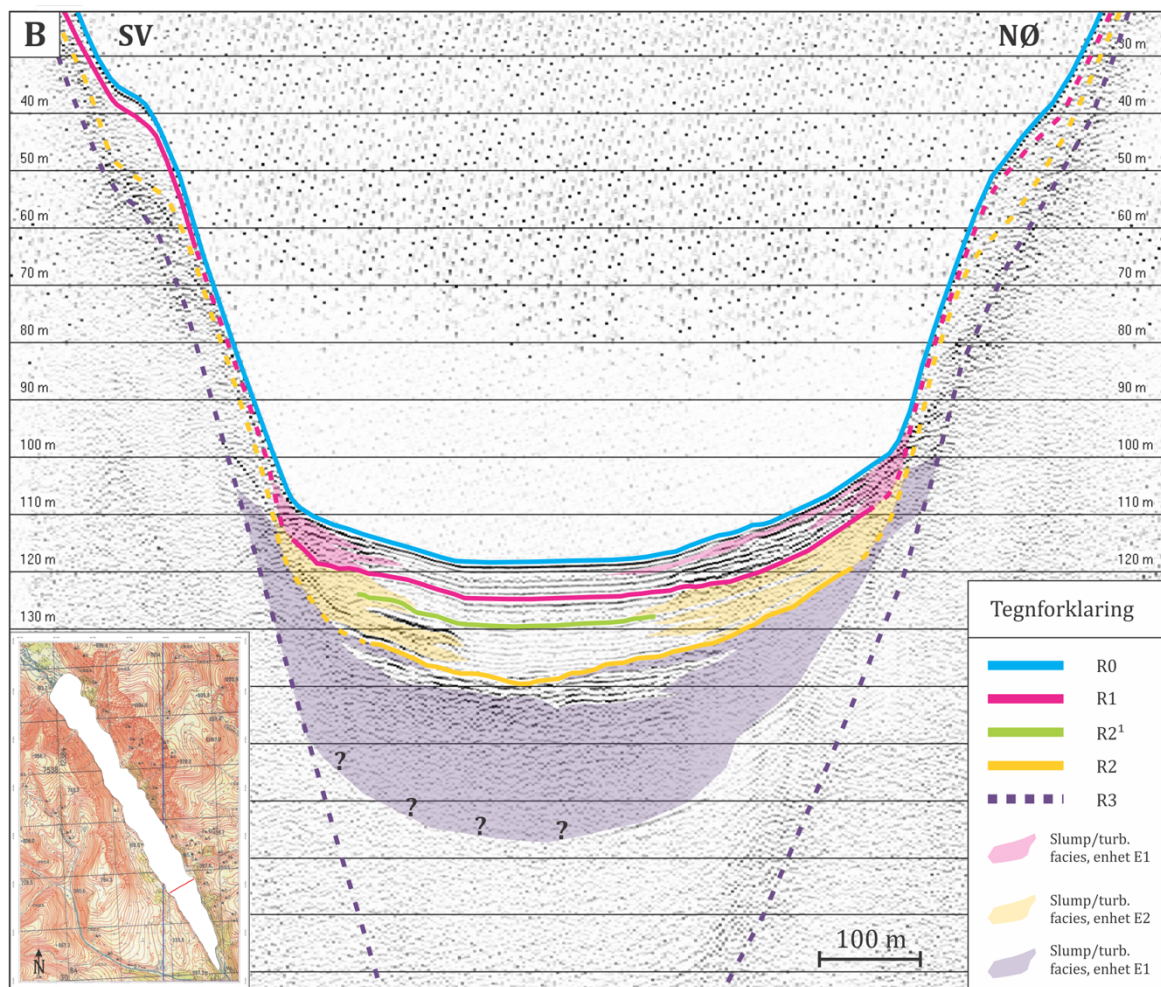 B
SV
NØ
30 m
40 m
40 m
50 m
50 m
60 m
60 m
70 m
70 m
80 m
80 m
90 m
90 m
100 m
100 m
110 m
110 m
120 m
120 m
130 m
? ? ? ?
100 m
N
Tegnforklaring
R0
R1
R2¹
R2
R3
Slump/turb.
facies, enhet E1
Slump/turb.
facies, enhet E2
Slump/turb.
facies, enhet E1